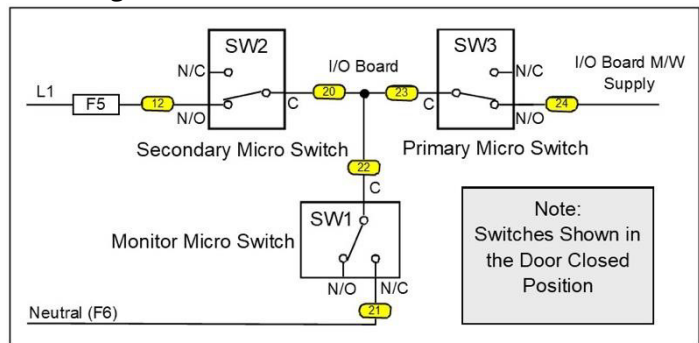 SW2
SW3
N/C
I/O Board
N/C
I/O Board M/W
Supply
L1
F5
12
N/O
C
20
23
C
N/O
24
Secondary Micro Switch
Primary Micro Switch
22
C
SW1
Monitor Micro Switch
N/O
N/C
Note:
Switches Shown in
the Door Closed
Position
Neutral (F6)
21